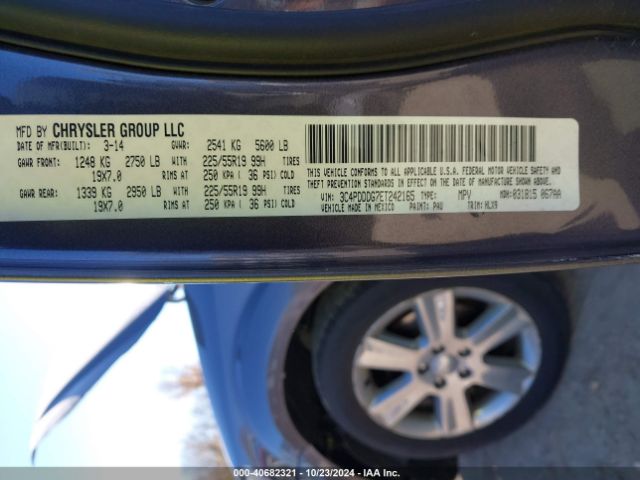 MFD BY CHRYSLER GROUP LLC
DATE OF MFR(BUILT): 3-14 GVWR: 2541 KG 5600 LB
GAWR FRONT: 1248 KG 2750 LB WITH 225/55R19 99H TIRES
19X7.0 RIMS AT 250 KPA ( 36 PSI) COLD
GAWR REAR: 1339 KG 2950 LB WITH 225/55R19 99H TIRES
19X7.0 RIMS AT 250 KPA ( 36 PSI) COLD
THIS VEHICLE CONFORMS TO ALL APPLICABLE U.S.A. FEDERAL MOTOR VEHICLE SAFETY AND
THEFT PREVENTION STANDARDS IN EFFECT ON THE DATE OF MANUFACTURE SHOWN ABOVE.
VIN: 3C4PDDDG7ET242165 TYPE: MPV MDH: 031815 067AA
VEHICLE MADE IN MEXICO PAINT: PAU TRIM: HLX9
000-40682321 - 10/23/2024 - IAA Inc.